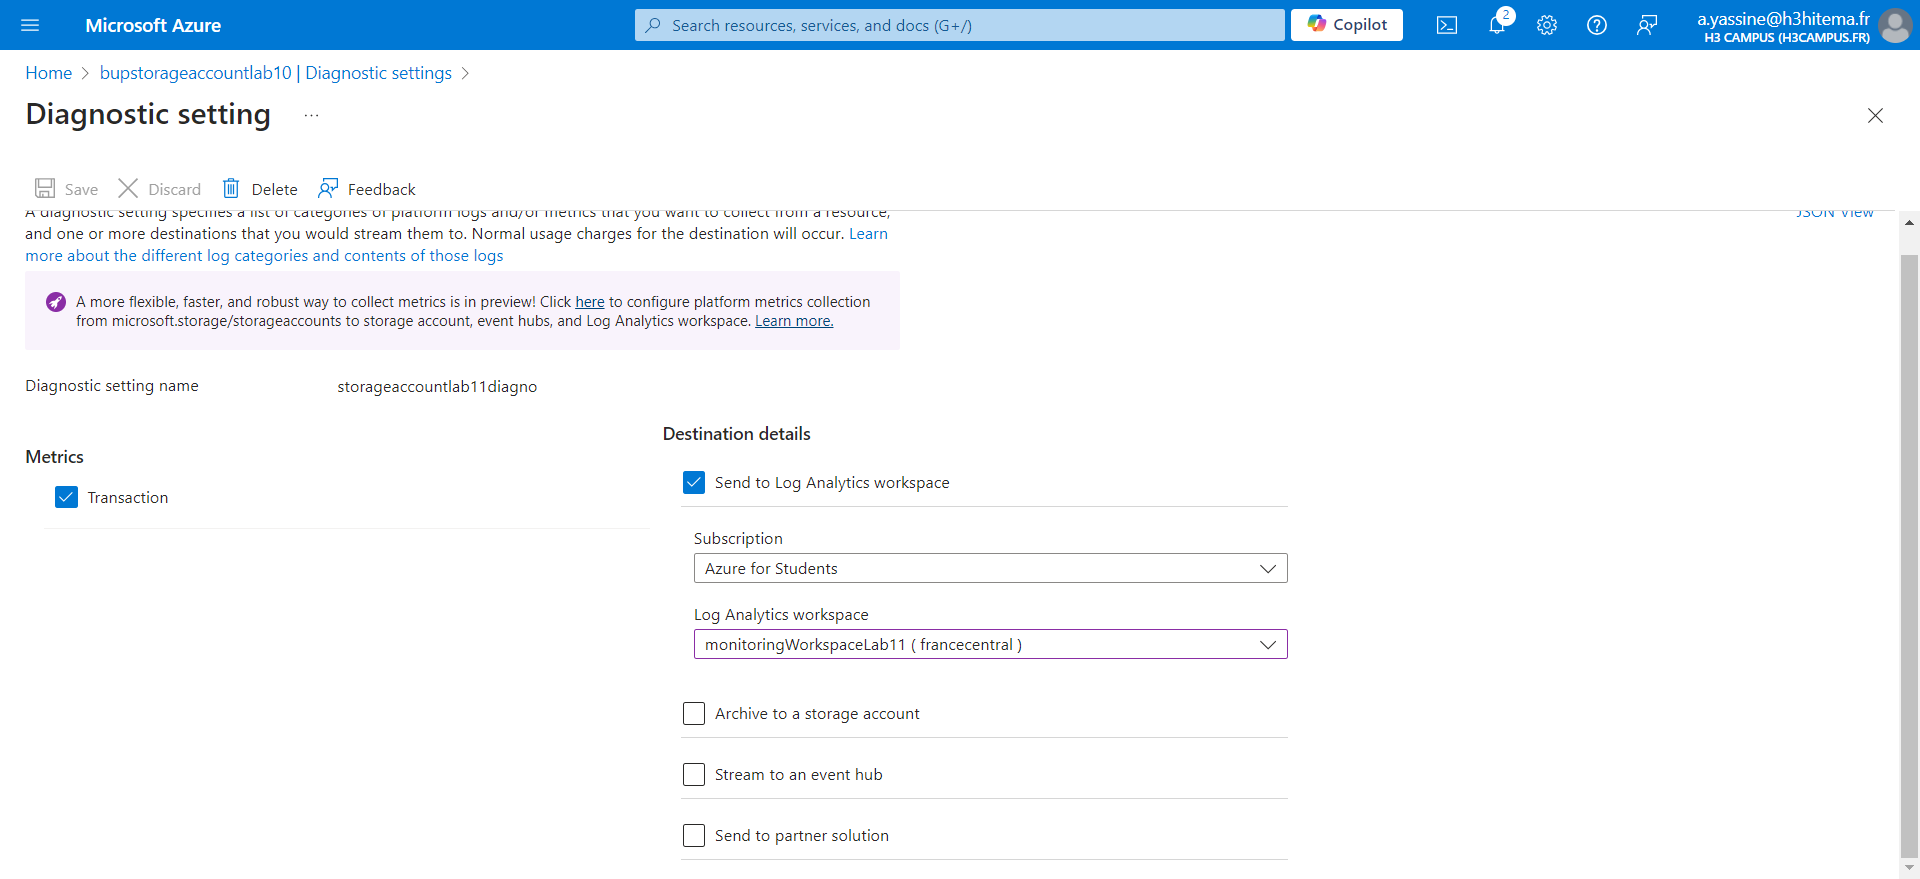 Microsoft Azure
Search resources, services, and docs (G+/)
Copilot
2
a.yassine@h3hitema.fr
H3 CAMPUS (H3CAMPUS.FR)
Home > bupstorageaccountlab10 | Diagnostic settings >
Diagnostic setting ...
Save
Discard
Delete
Feedback
A diagnostic setting specifies a list of categories of platform logs and/or metrics that you want to collect from a resource,
JSON View
and one or more destinations that you would stream them to. Normal usage charges for the destination will occur. Learn
more about the different log categories and contents of those logs
A more flexible, faster, and robust way to collect metrics is in preview! Click here to configure platform metrics collection
from microsoft.storage/storageaccounts to storage account, event hubs, and Log Analytics workspace. Learn more.
Diagnostic setting name
storageaccountlab11diagno
Metrics
Transaction
Destination details
Send to Log Analytics workspace
Subscription
Azure for Students
Log Analytics workspace
monitoringWorkspaceLab11 ( francecentral )
Archive to a storage account
Stream to an event hub
Send to partner solution